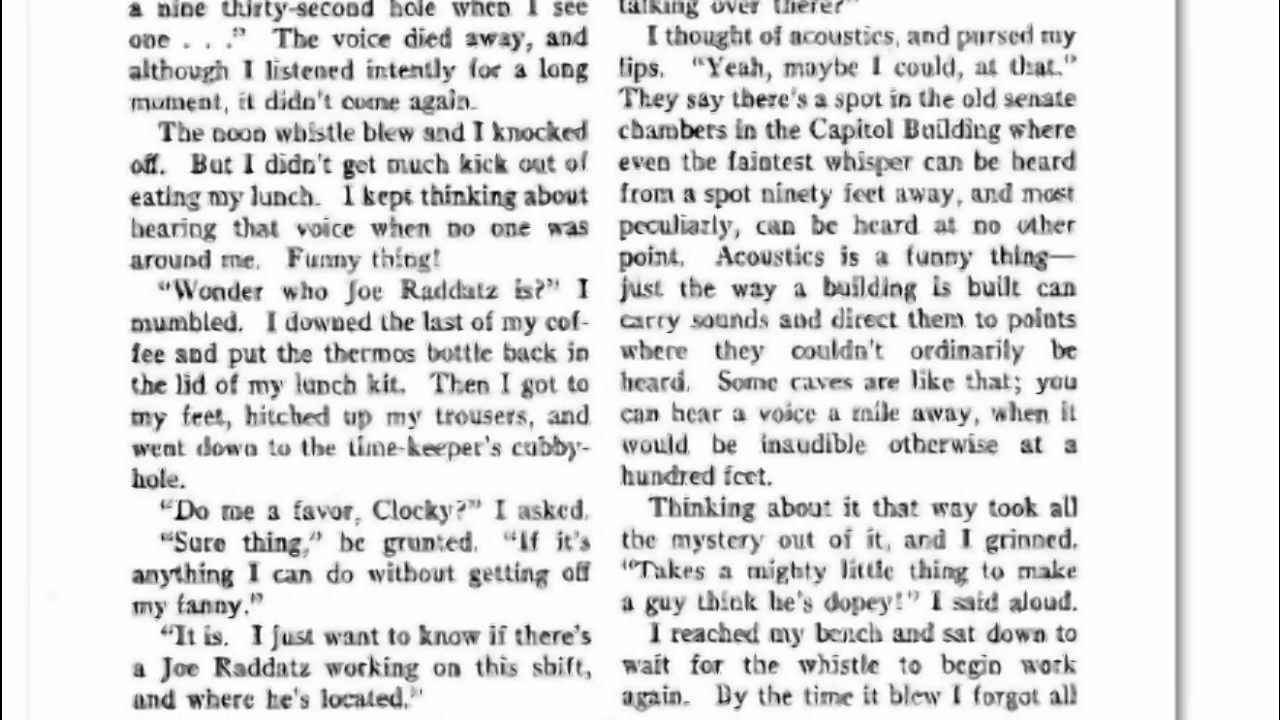 a nine thirty-second hole when I see
one . . ." The voice died away, and
although I listened intently for a long
moment, it didn't come again.
The noon whistle blew and I knocked
off. But I didn't get much kick out of
eating my lunch. I kept thinking about
hearing that voice when no one was
around me. Funny thing!
"Wonder who Joe Raddatz is?" I
mumbled. I downed the last of my cof-
fee and put the thermos bottle back in
the lid of my lunch kit. Then I got to
my feet, hitched up my trousers, and
went down to the time-keeper's cubby-
hole.
"Do me a favor, Clocky?" I asked.
"Sure thing," he grunted. "If it's
anything I can do without getting off
my fanny."
"It is. I just want to know if there's
a Joe Raddatz working on this shift,
and where he's located."
talking over there?"
I thought of acoustics, and pursed my
lips. "Yeah, maybe I could, at that."
They say there's a spot in the old senate
chambers in the Capitol Building where
even the faintest whisper can be heard
from a spot ninety feet away, and most
peculiarly, can be heard at no other
point. Acoustics is a funny thing—
just the way a building is built can
carry sounds and direct them to points
where they couldn't ordinarily be
heard. Some caves are like that; you
can hear a voice a mile away, when it
would be inaudible otherwise at a
hundred feet.
Thinking about it that way took all
the mystery out of it, and I grinned.
"Takes a mighty little thing to make
a guy think he's dopey!" I said aloud.
I reached my bench and sat down to
wait for the whistle to begin work
again. By the time it blew I forgot all